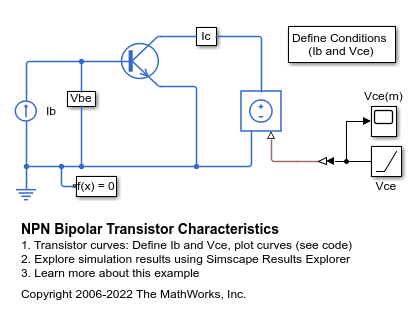 Ic
Define Conditions
(Ib and Vce)
Vbe
Vce(m)
Ib
f(x) = 0
Vce
NPN Bipolar Transistor Characteristics
1. Transistor curves: Define Ib and Vce, plot curves (see code)
2. Explore simulation results using Simscape Results Explorer
3. Learn more about this example
Copyright 2006-2022 The MathWorks, Inc.